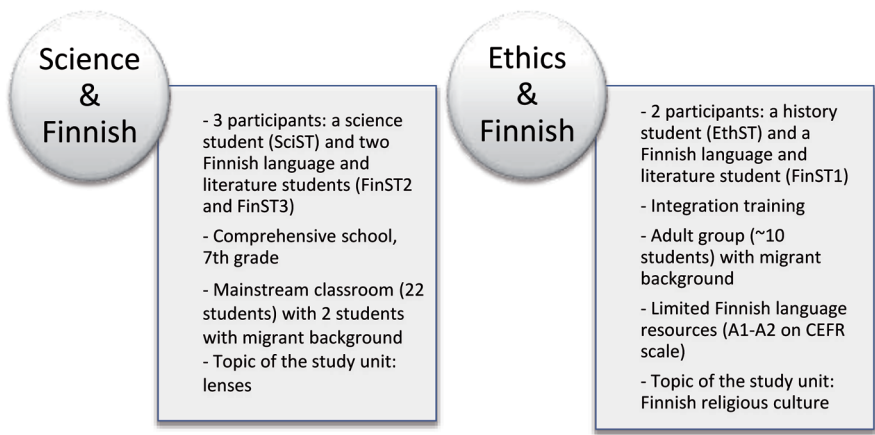 Science
&
Finnish
- 3 participants: a science
student (SciST) and two
Finnish language and
literature students (FinST2
and FinST3)
- Comprehensive school,
7th grade
- Mainstream classroom (22
students) with 2 students
with migrant background
- Topic of the study unit:
lenses
Ethics
&
Finnish
- 2 participants: a history
student (EthST) and a
Finnish language and
literature student (FinST1)
- Integration training
- Adult group (~10
students) with migrant
background
- Limited Finnish language
resources (A1-A2 on CEFR
scale)
- Topic of the study unit:
Finnish religious culture